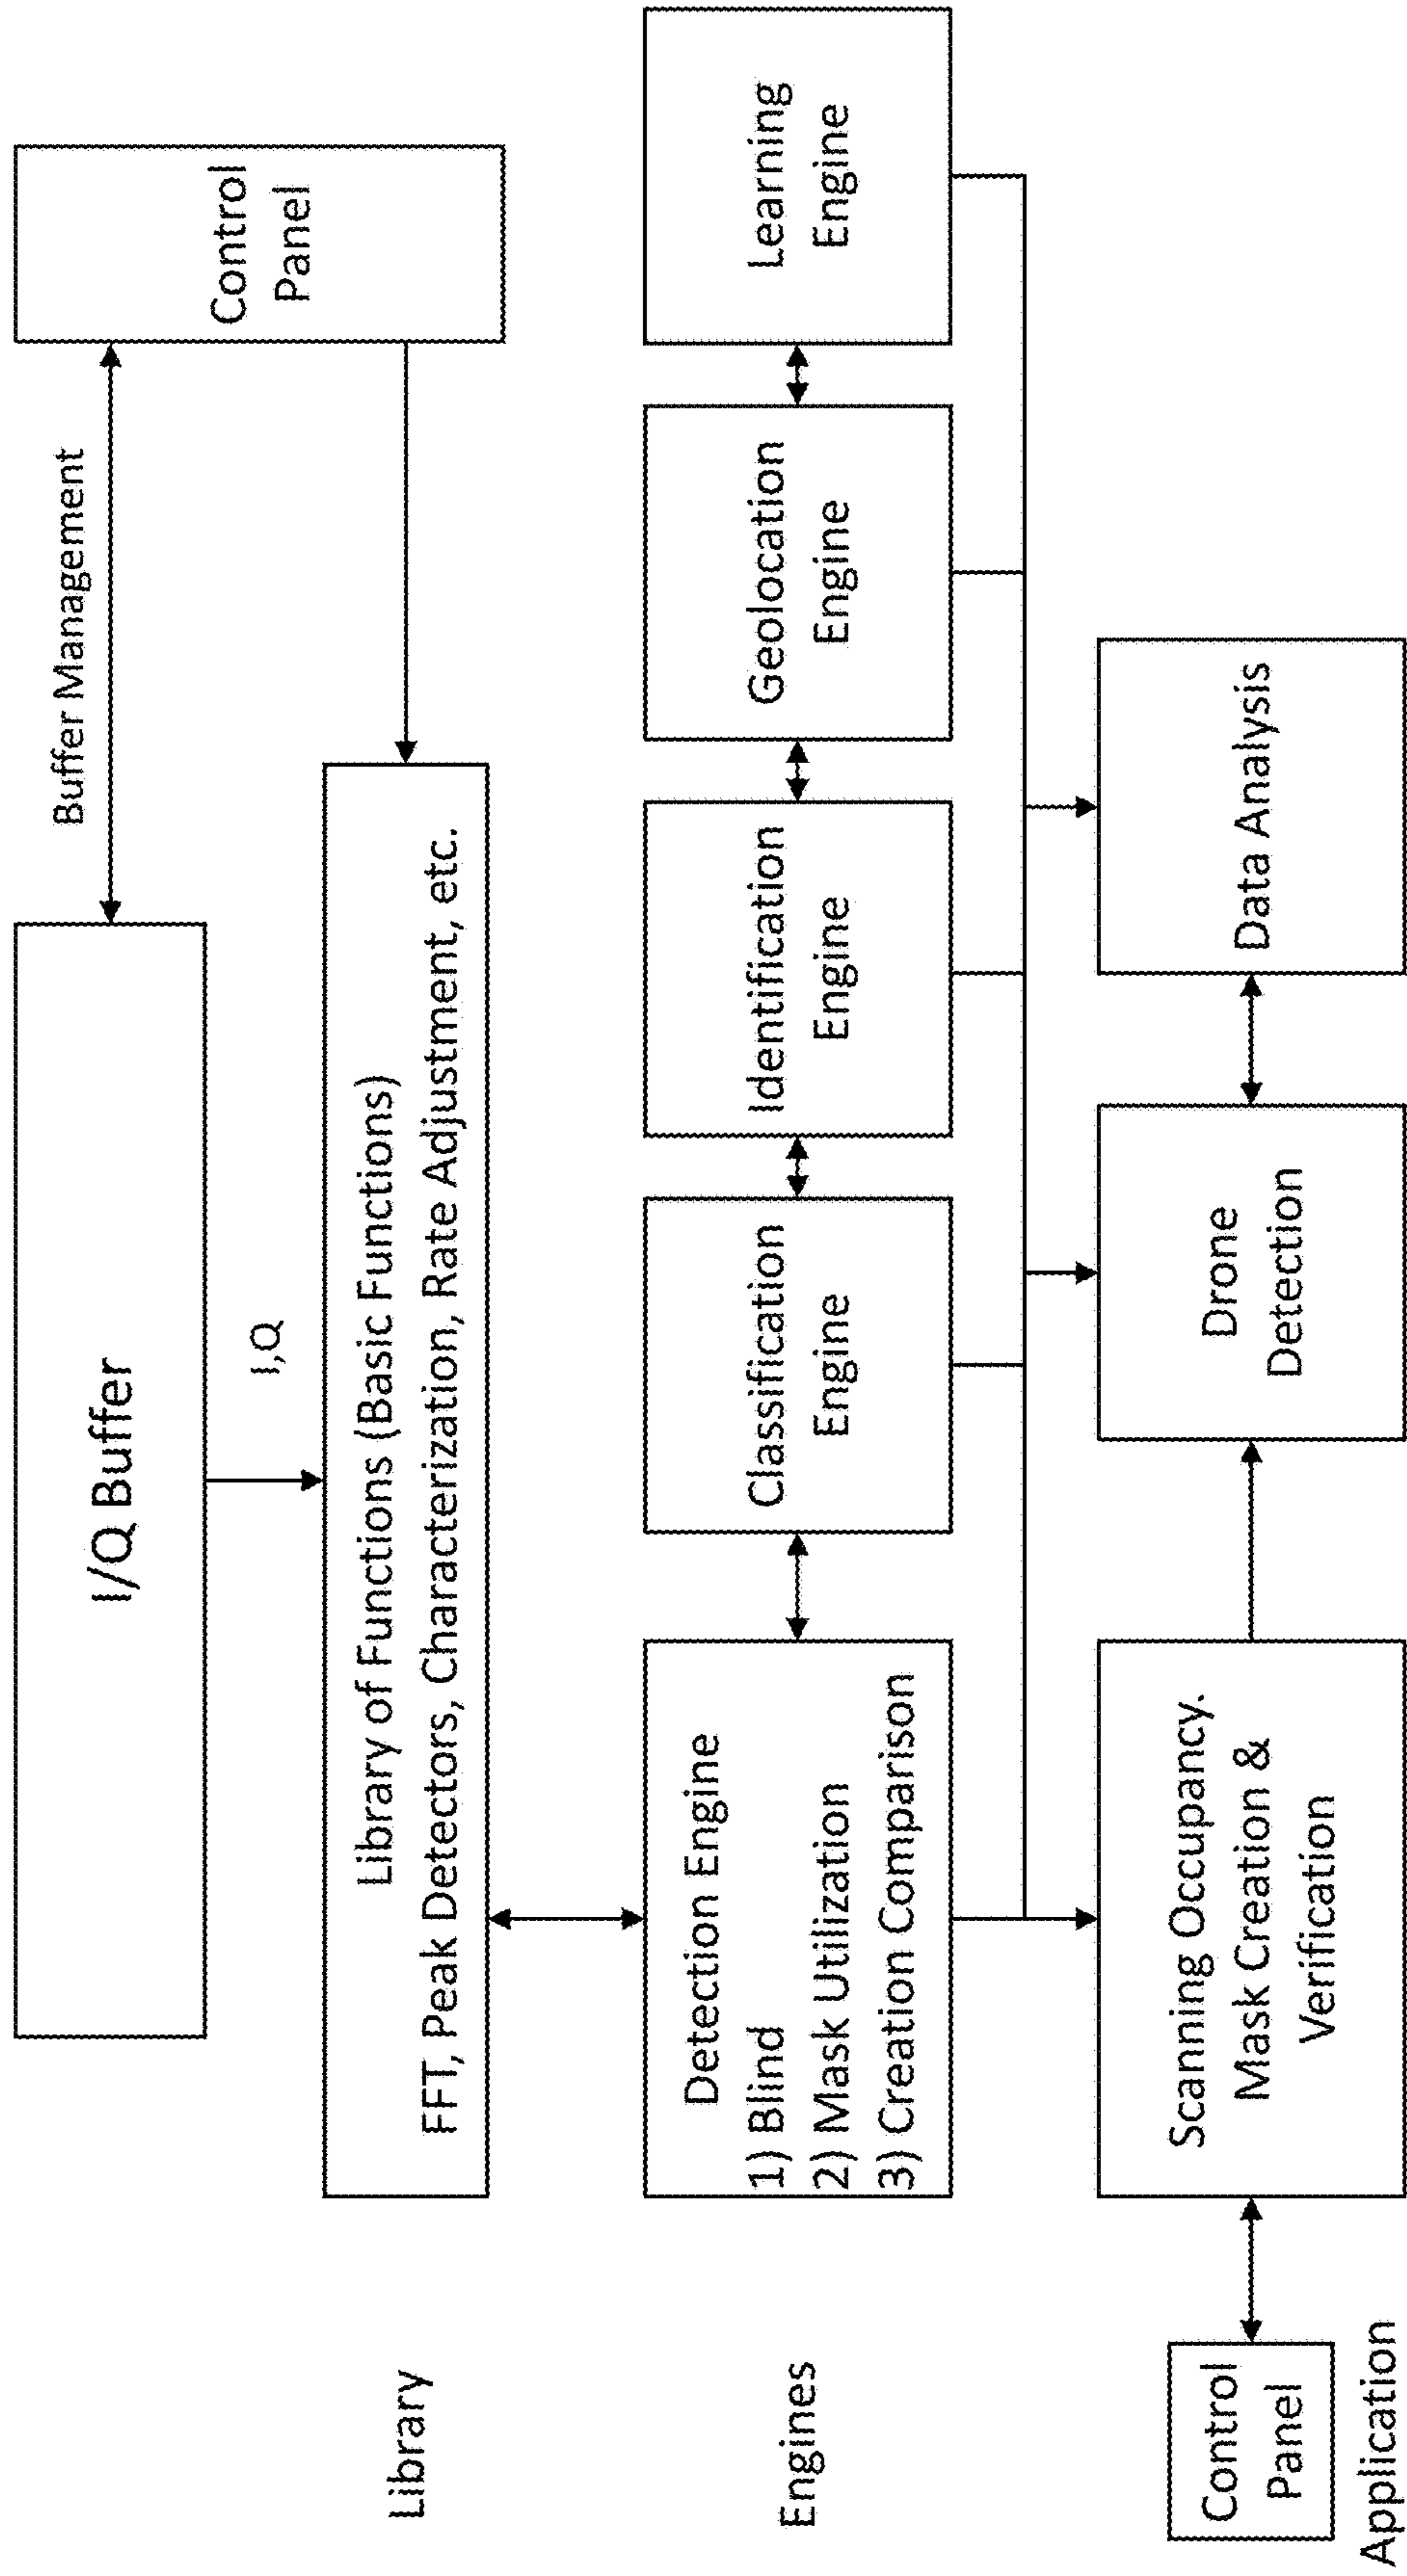 I/Q Buffer
Buffer Management
Control
Panel
I,Q
Library
Library of Functions (Basic Functions)
FFT, Peak Detectors, Characterization, Rate Adjustment, etc.
Engines
Detection Engine
1) Blind
2) Mask Utilization
3) Creation Comparison
Classification
Engine
Identification
Engine
Geolocation
Engine
Learning
Engine
Control
Panel
Application
Scanning Occupancy.
Mask Creation &
Verification
Drone
Detection
Data Analysis